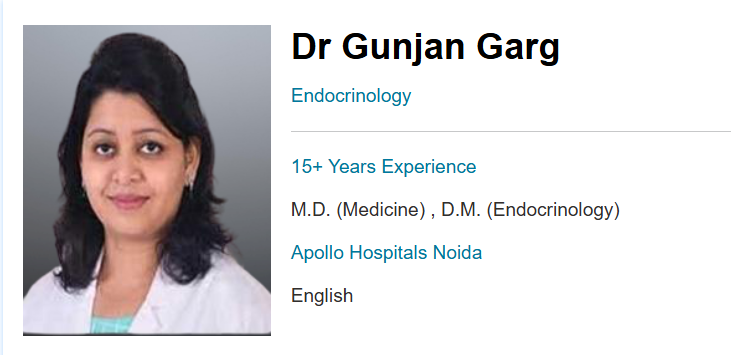 Dr Gunjan Garg
Endocrinology
15+ Years Experience
M.D. (Medicine) , D.M. (Endocrinology)
Apollo Hospitals Noida
English